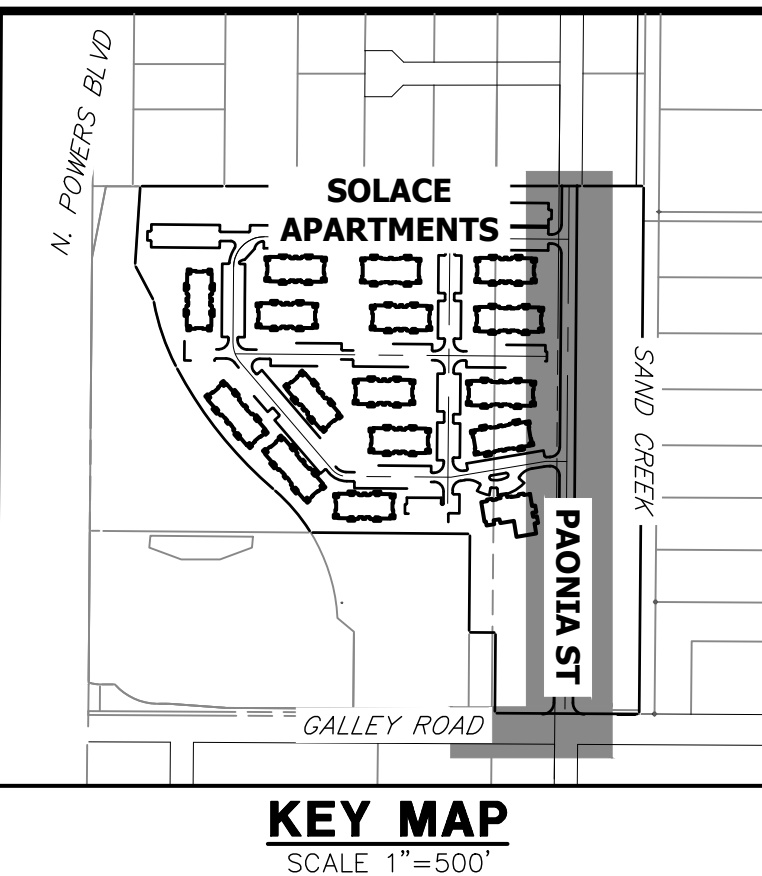 N. POWERS BLVD
SOLACE
APARTMENTS
SAND CREEK
PAONIA ST
GALLEY ROAD
KEY MAP
SCALE 1"=500'